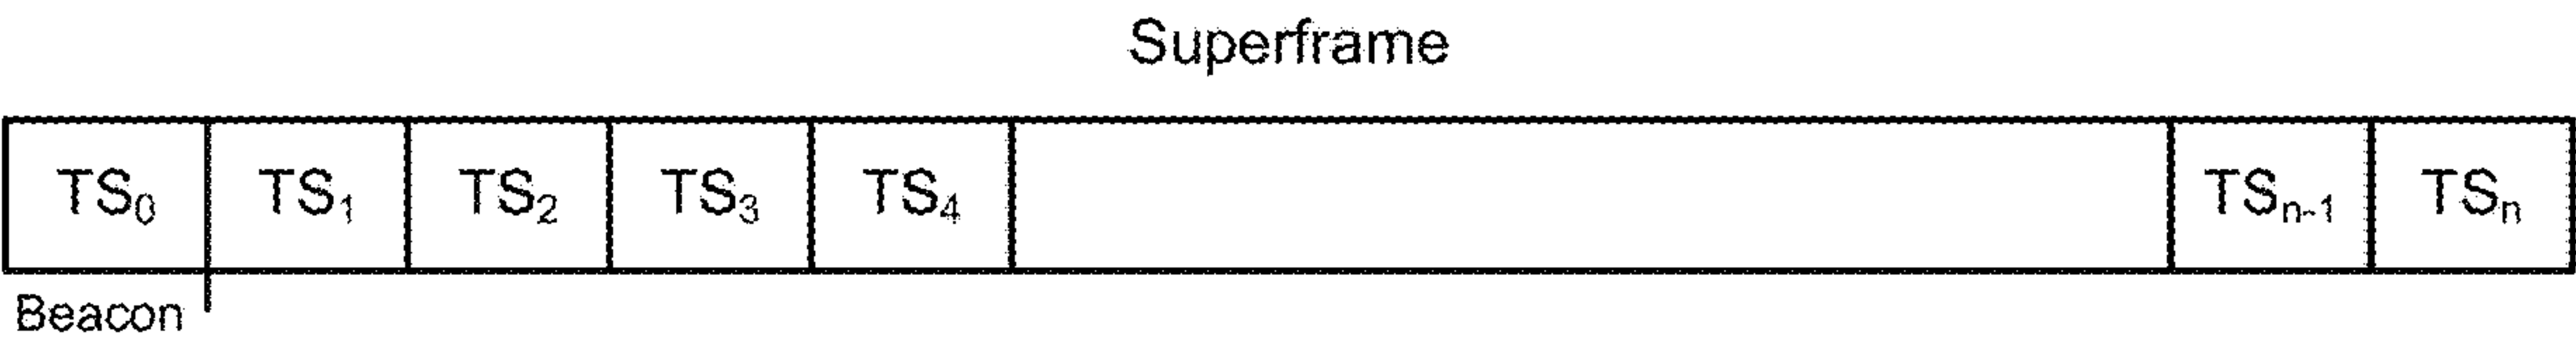 Superframe
TS₀ TS₁ TS₂ TS₃ TS₄ TSₙ₋₁ TSₙ
Beacon